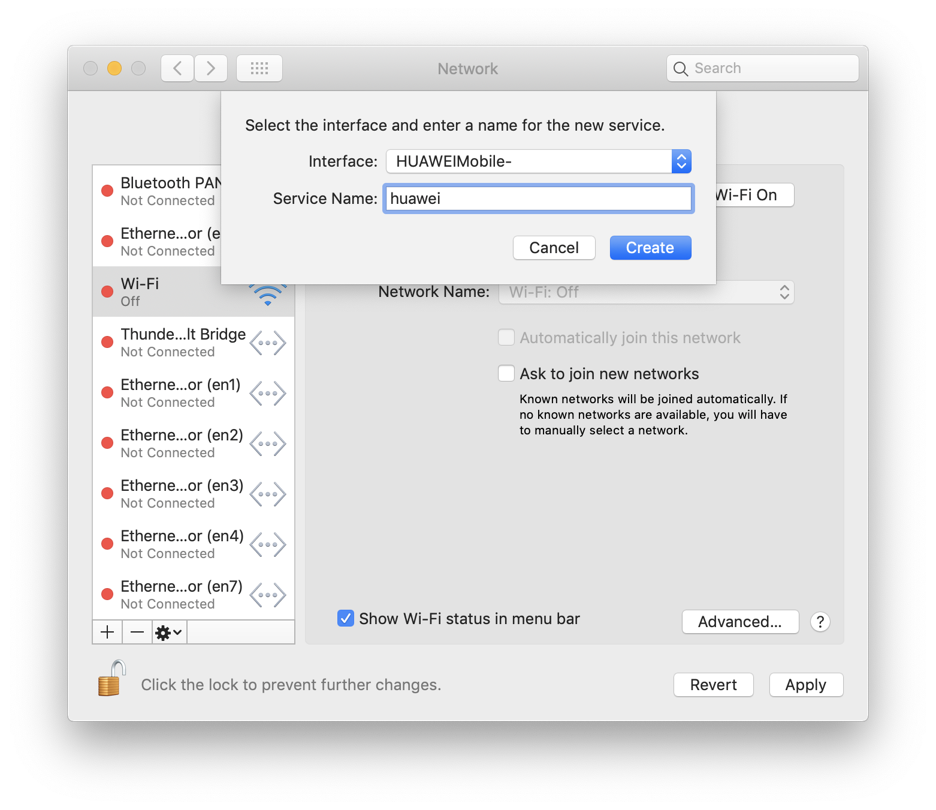 Network
Search
Select the interface and enter a name for the new service.
Interface: HUAWEIMobile-
Service Name: huawei
Cancel Create
Bluetooth PAN
Not Connected
Etherne...or (e
Not Connected
Wi-Fi
Off
Thunde...lt Bridge
Not Connected
Etherne...or (en1)
Not Connected
Etherne...or (en2)
Not Connected
Etherne...or (en3)
Not Connected
Etherne...or (en4)
Not Connected
Etherne...or (en7)
Not Connected
Wi-Fi On
Network Name: Wi-Fi: Off
Automatically join this network
Ask to join new networks
Known networks will be joined automatically. If
no known networks are available, you will have
to manually select a network.
Show Wi-Fi status in menu bar
Advanced... ?
Click the lock to prevent further changes.
Revert Apply